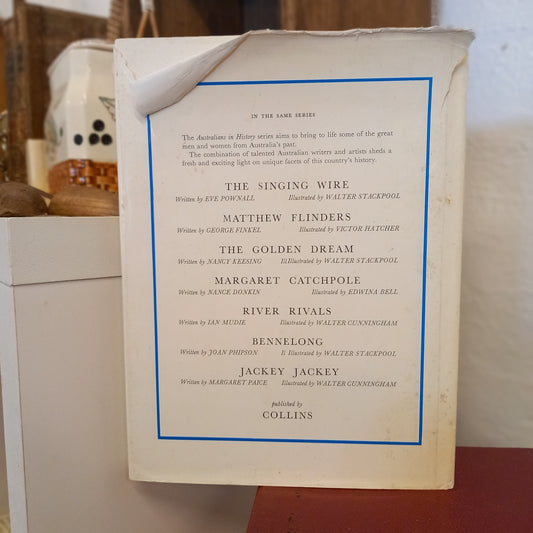 IN THE SAME SERIES
The Australians in History series aims to bring to life some of the great
men and women from Australia's past.
The combination of talented Australian writers and artists sheds a
fresh and exciting light on unique facets of this country's history.
THE SINGING WIRE
Written by EVE POWNALL Illustrated by WALTER STACKPOOL
MATTHEW FLINDERS
Written by GEORGE FINKEL Illustrated by VICTOR HATCHER
THE GOLDEN DREAM
Written by NANCY KEESING IlIllustrated by WALTER STACKPOOL
MARGARET CATCHPOLE
Written by NANCE DONKIN Illustrated by EDWINA BELL
RIVER RIVALS
Written by IAN MUDIE Illustrated by WALTER CUNNINGHAM
BENNELONG
Written by JOAN PHIPSON Il Illustrated by WALTER STACKPOOL
JACKEY JACKEY
Written by MARGARET PAICE Illustrated by WALTER CUNNINGHAM
published by
COLLINS